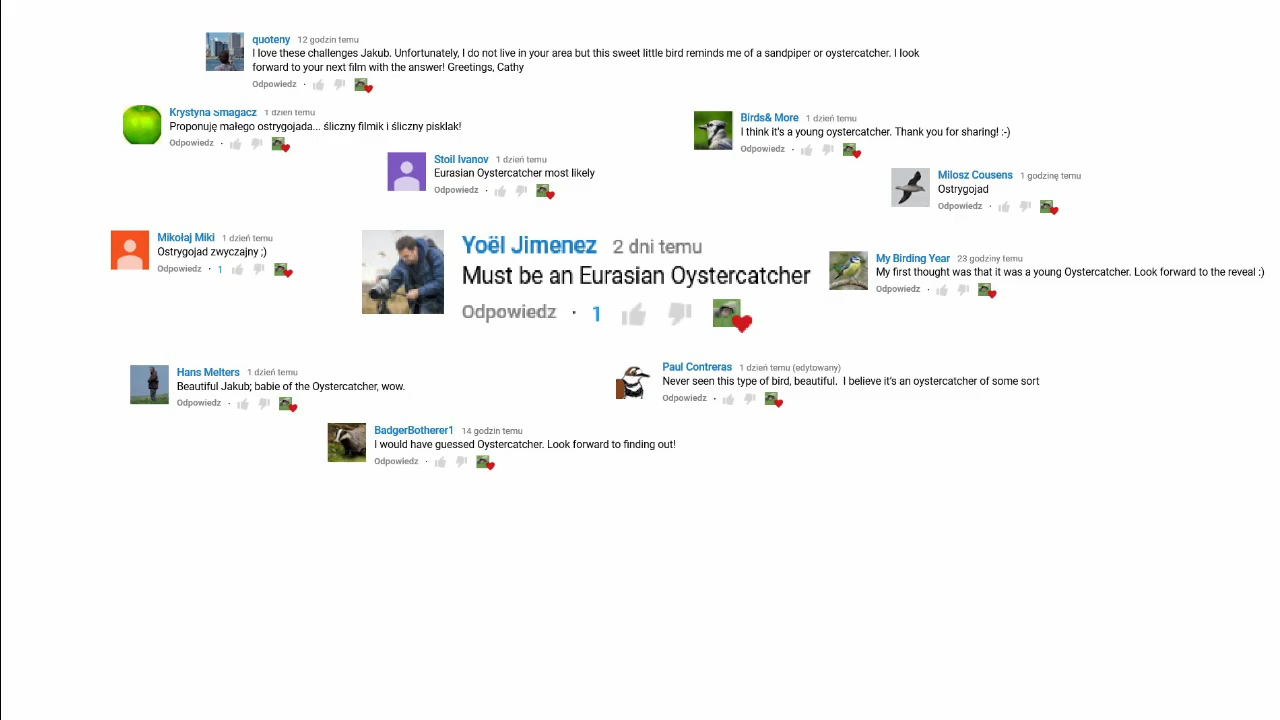 quoteny 12 godzin temu
I love these challenges Jakub. Unfortunately, I do not live in your area but this sweet little bird reminds me of a sandpiper or oystercatcher. I look
forward to your next film with the answer! Greetings, Cathy
Odpowiedz ·
Krystyna Smagacz 1 dzień temu
Proponuję małego ostrygojada... śliczny filmik i śliczny pisklak!
Odpowiedz ·
Birds& More 1 dzień temu
I think it's a young oystercatcher. Thank you for sharing! :-)
Odpowiedz ·
Stoil Ivanov 1 dzień temu
Eurasian Oystercatcher most likely
Odpowiedz ·
Milosz Cousens 1 godzinę temu
Ostrygojad
Odpowiedz ·
Mikołaj Miki 1 dzień temu
Ostrygojad zwyczajny ;)
Odpowiedz · 1
Yoël Jimenez 2 dni temu
Must be an Eurasian Oystercatcher
Odpowiedz · 1
My Birding Year 23 godziny temu
My first thought was that it was a young Oystercatcher. Look forward to the reveal :)
Odpowiedz ·
Hans Melters 1 dzień temu
Beautiful Jakub; babie of the Oystercatcher, wow.
Odpowiedz ·
Paul Contreras 1 dzień temu (edytowany)
Never seen this type of bird, beautiful. I believe it's an oystercatcher of some sort
Odpowiedz ·
BadgerBotherer1 14 godzin temu
I would have guessed Oystercatcher. Look forward to finding out!
Odpowiedz ·